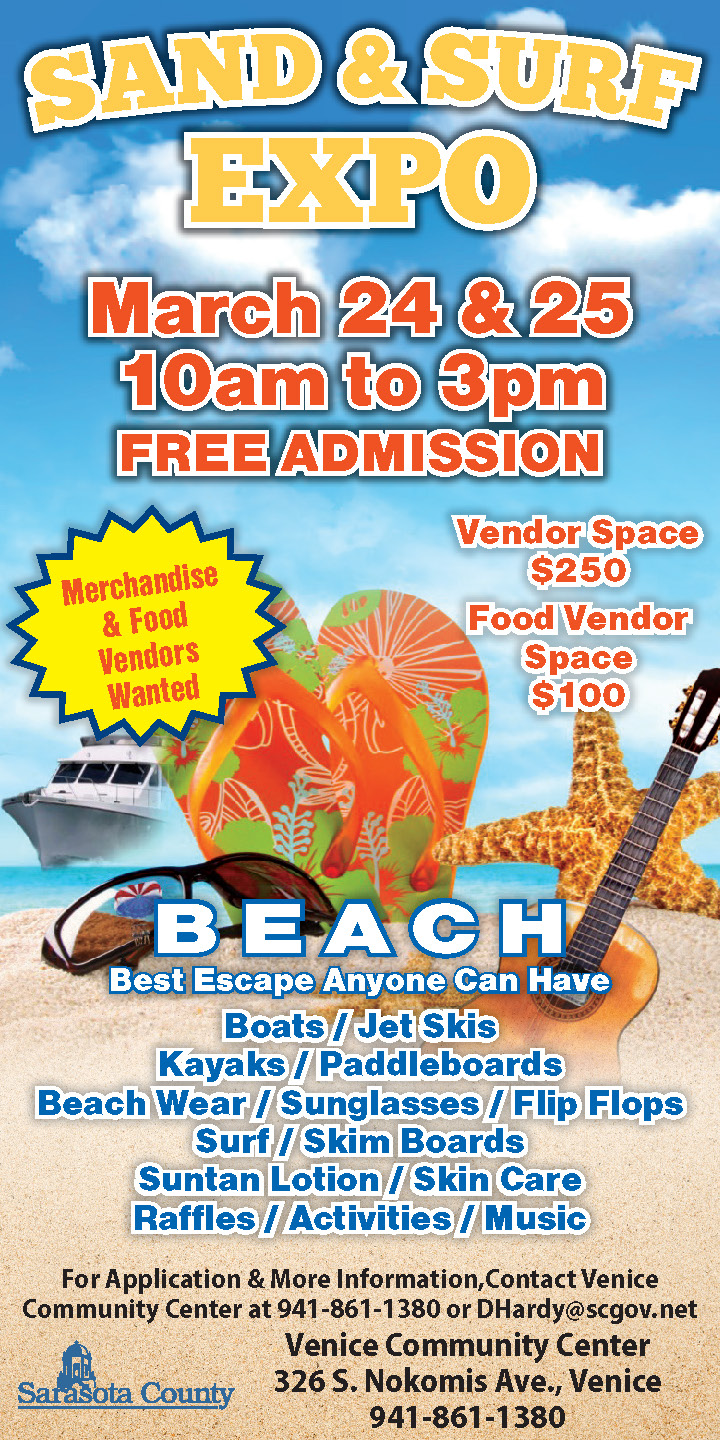 SAND & SURF
EXPO
March 24 & 25
10am to 3pm
FREE ADMISSION
Merchandise
& Food
Vendors
Wanted
Vendor Space
$250
Food Vendor
Space
$100
BEACH
Best Escape Anyone Can Have
Boats / Jet Skis
Kayaks / Paddleboards
Beach Wear / Sunglasses / Flip Flops
Surf / Skim Boards
Suntan Lotion / Skin Care
Raffles / Activities / Music
For Application & More Information,Contact Venice
Community Center at 941-861-1380 or DHardy@scgov.net
Sarasota County
Venice Community Center
326 S. Nokomis Ave., Venice
941-861-1380